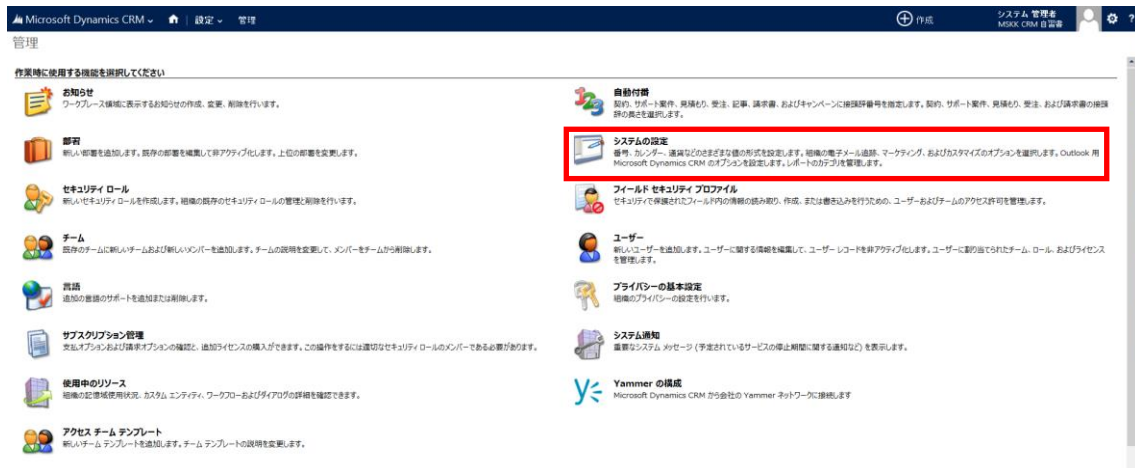 Microsoft Dynamics CRM
設定
管理
作成
システム 管理者
MSKK CRM 自習書
?
管理
作業時に使用する機能を選択してください
お知らせ
ワークプレース領域に表示するお知らせの作成、変更、削除を行います。
自動付番
契約、サポート案件、見積もり、受注、記事、請求書、およびキャンペーンに接頭辞番号を指定します。契約、サポート案件、見積もり、受注、および請求書の接頭
辞の長さを選択します。
部署
新しい部署を追加します。既存の部署を編集して非アクティブ化します。上位の部署を変更します。
システムの設定
番号、カレンダー、通貨などのさまざまな値の形式を設定します。組織の電子メール追跡、マーケティング、およびカスタマイズのオプションを選択します。Outlook 用
Microsoft Dynamics CRM のオプションを設定します。レポートのカテゴリを管理します。
セキュリティ ロール
新しいセキュリティ ロールを作成します。組織の既存のセキュリティ ロールの管理と削除を行います。
フィールド セキュリティ プロファイル
セキュリティで保護されたフィールド内の情報の読み取り、作成、または書き込みを行うための、ユーザーおよびチームのアクセス許可を管理します。
チーム
既存のチームに新しいチームおよび新しいメンバーを追加します。チームの説明を変更して、メンバーをチームから削除します。
ユーザー
新しいユーザーを追加します。ユーザーに関する情報を編集して、ユーザー レコードを非アクティブ化します。ユーザーに割り当てられたチーム、ロール、およびライセンス
を管理します。
言語
追加の言語のサポートを追加または削除します。
プライバシーの基本設定
組織のプライバシーの設定を行います。
サブスクリプション管理
支払オプションおよび請求オプションの確認と、追加ライセンスの購入ができます。この操作をするには適切なセキュリティ ロールのメンバーである必要があります。
システム通知
重要なシステム メッセージ (予定されているサービスの停止期間に関する通知など) を表示します。
使用中のリソース
組織の記憶域使用状況、カスタム エンティティ、ワークフローおよびダイアログの詳細を確認できます。
Yammer の構成
Microsoft Dynamics CRM から会社の Yammer ネットワークに接続します
アクセス チーム テンプレート
新しいチーム テンプレートを追加します。チーム テンプレートの説明を変更します。